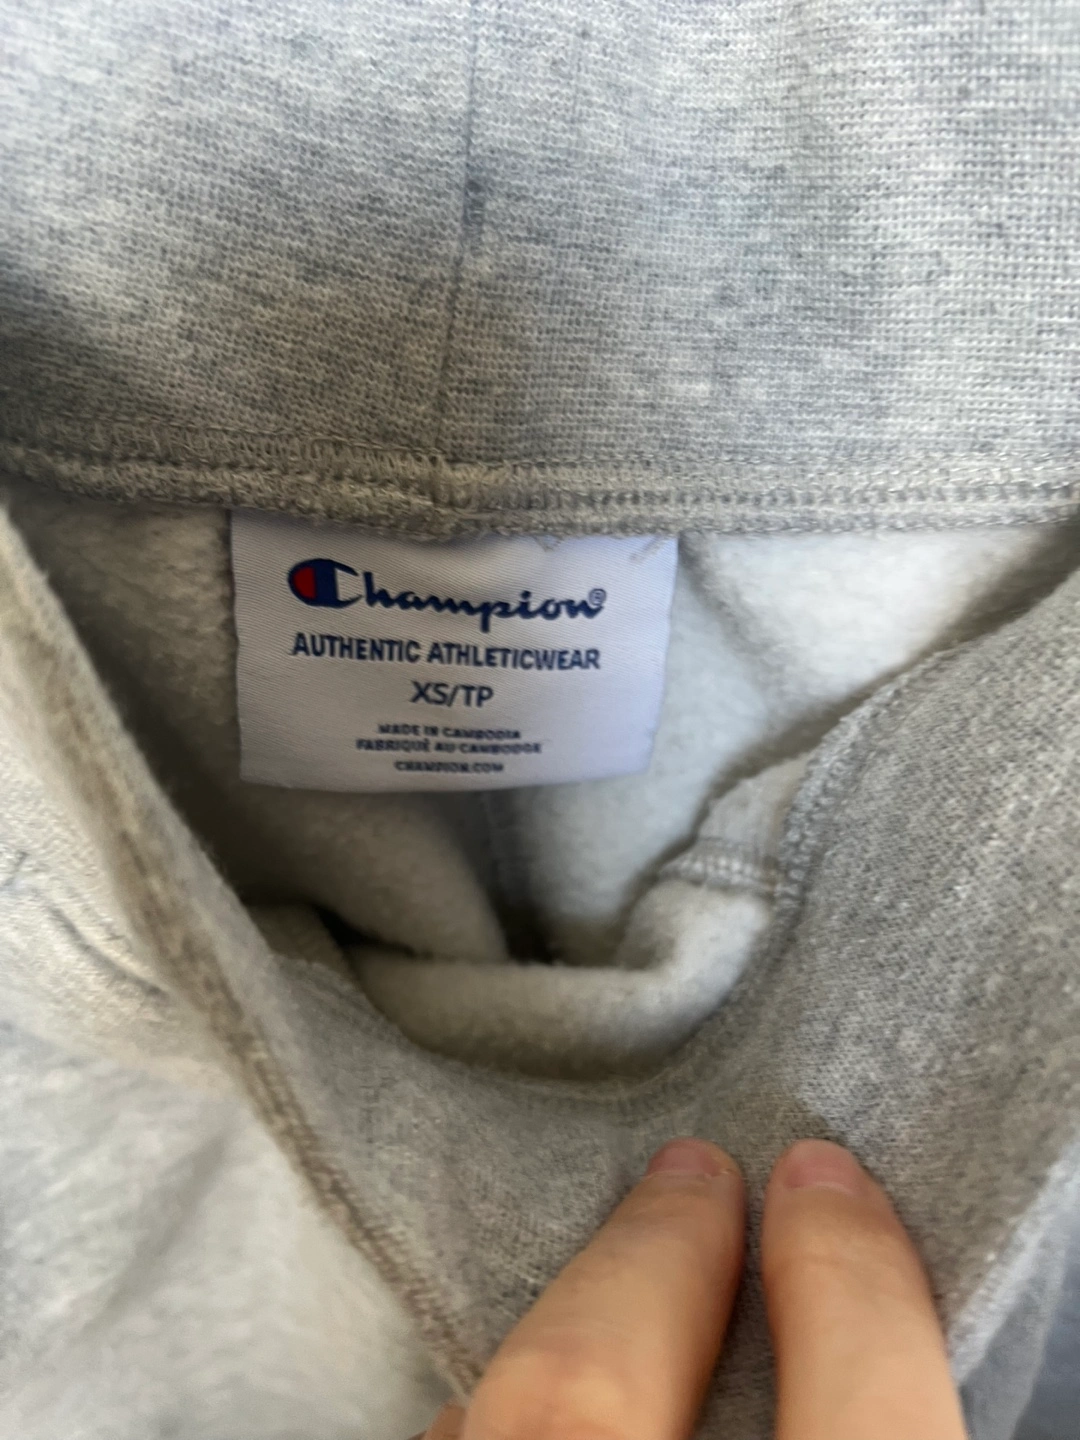 Champion®
AUTHENTIC ATHLETICWEAR
XS/TP
MADE IN CAMBODIA
FABRIQUÉ AU CAMBODGE
CHAMPION.COM